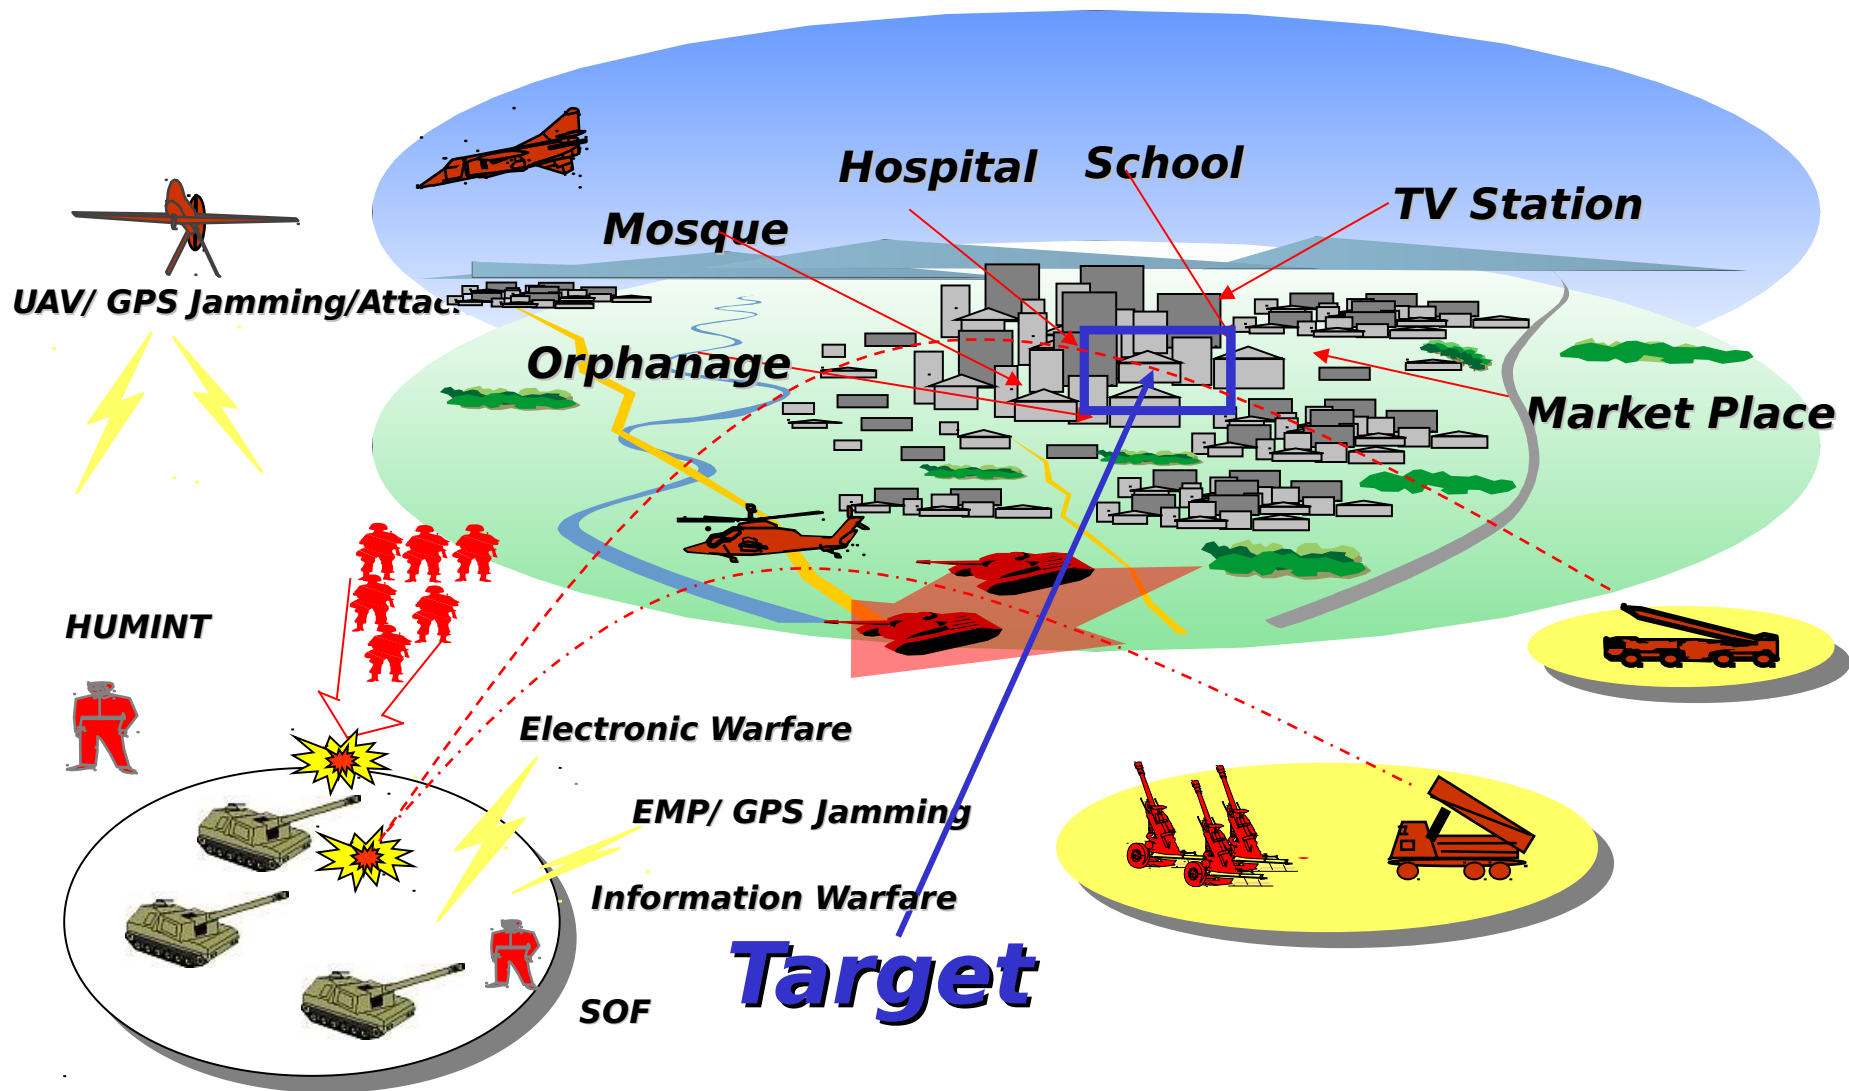 Hospital
School
TV Station
Mosque
UAV/ GPS Jamming/Attac
Orphanage
Market Place
HUMINT
Electronic Warfare
EMP/ GPS Jamming
Information Warfare
Target
SOF